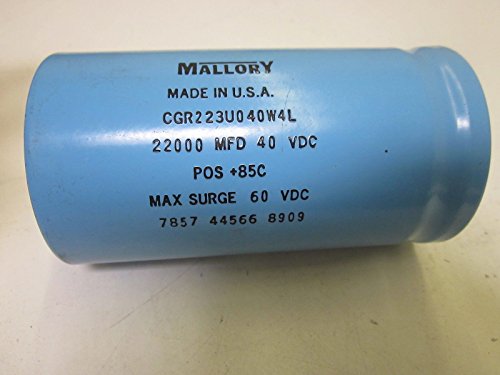 MALLORY
MADE IN U.S.A.
CGR223U040W4L
22000 MFD 40 VDC
POS +85C
MAX SURGE 60 VDC
7857 44566 8909